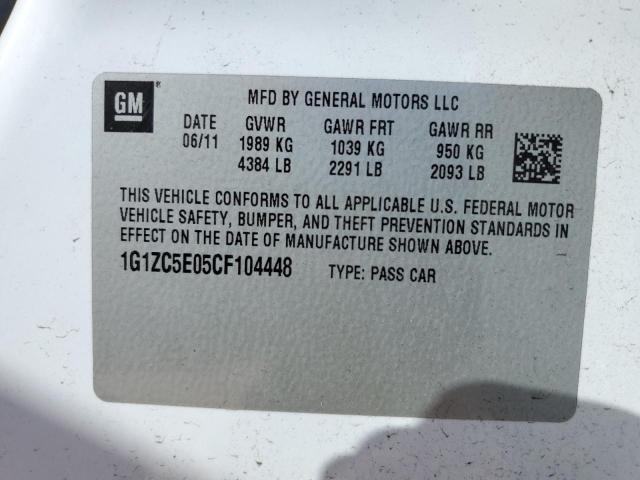 GM® MFD BY GENERAL MOTORS LLC
DATE GVWR GAWR FRT GAWR RR
06/11 1989 KG 1039 KG 950 KG
4384 LB 2291 LB 2093 LB
THIS VEHICLE CONFORMS TO ALL APPLICABLE U.S. FEDERAL MOTOR
VEHICLE SAFETY, BUMPER, AND THEFT PREVENTION STANDARDS IN
EFFECT ON THE DATE OF MANUFACTURE SHOWN ABOVE.
1G1ZC5E05CF104448 TYPE: PASS CAR